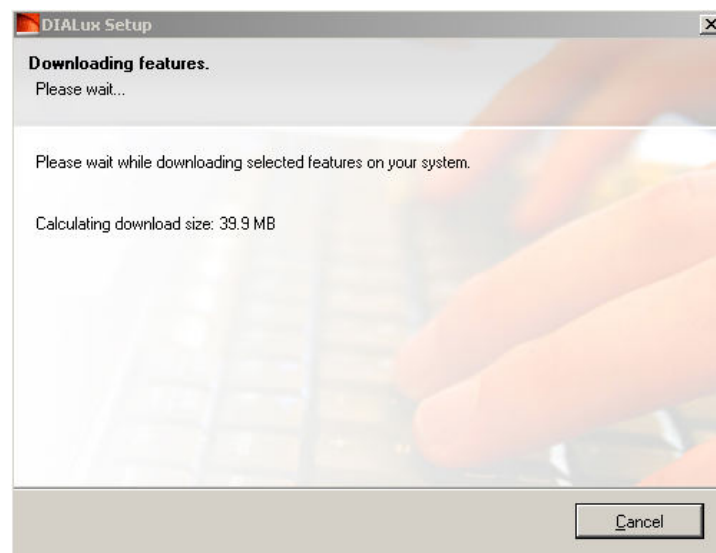 DIALux Setup
Downloading features.
Please wait...
Please wait while downloading selected features on your system.
Calculating download size: 39.9 MB
Cancel